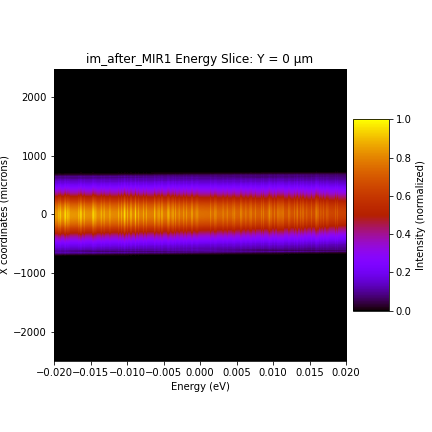 im_after_MIR1 Energy Slice: Y = 0 μm
X coordinates (microns)
2000
1000
0
−1000
−2000
−0.020 −0.015 −0.010 −0.005 0.000 0.005 0.010 0.015 0.020
Energy (eV)
1.0
0.8
0.6
0.4
0.2
0.0
Intensity (normalized)